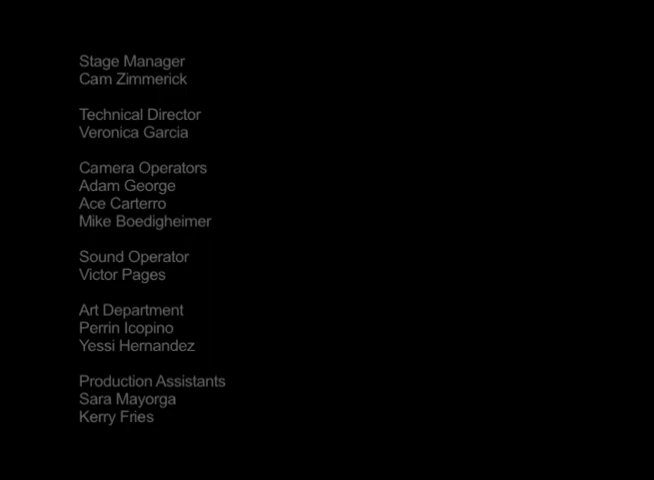 Stage Manager
Cam Zimmerick
Technical Director
Veronica Garcia
Camera Operators
Adam George
Ace Carterro
Mike Boedigheimer
Sound Operator
Victor Pages
Art Department
Perrin Icopino
Yessi Hernandez
Production Assistants
Sara Mayorga
Kerry Fries